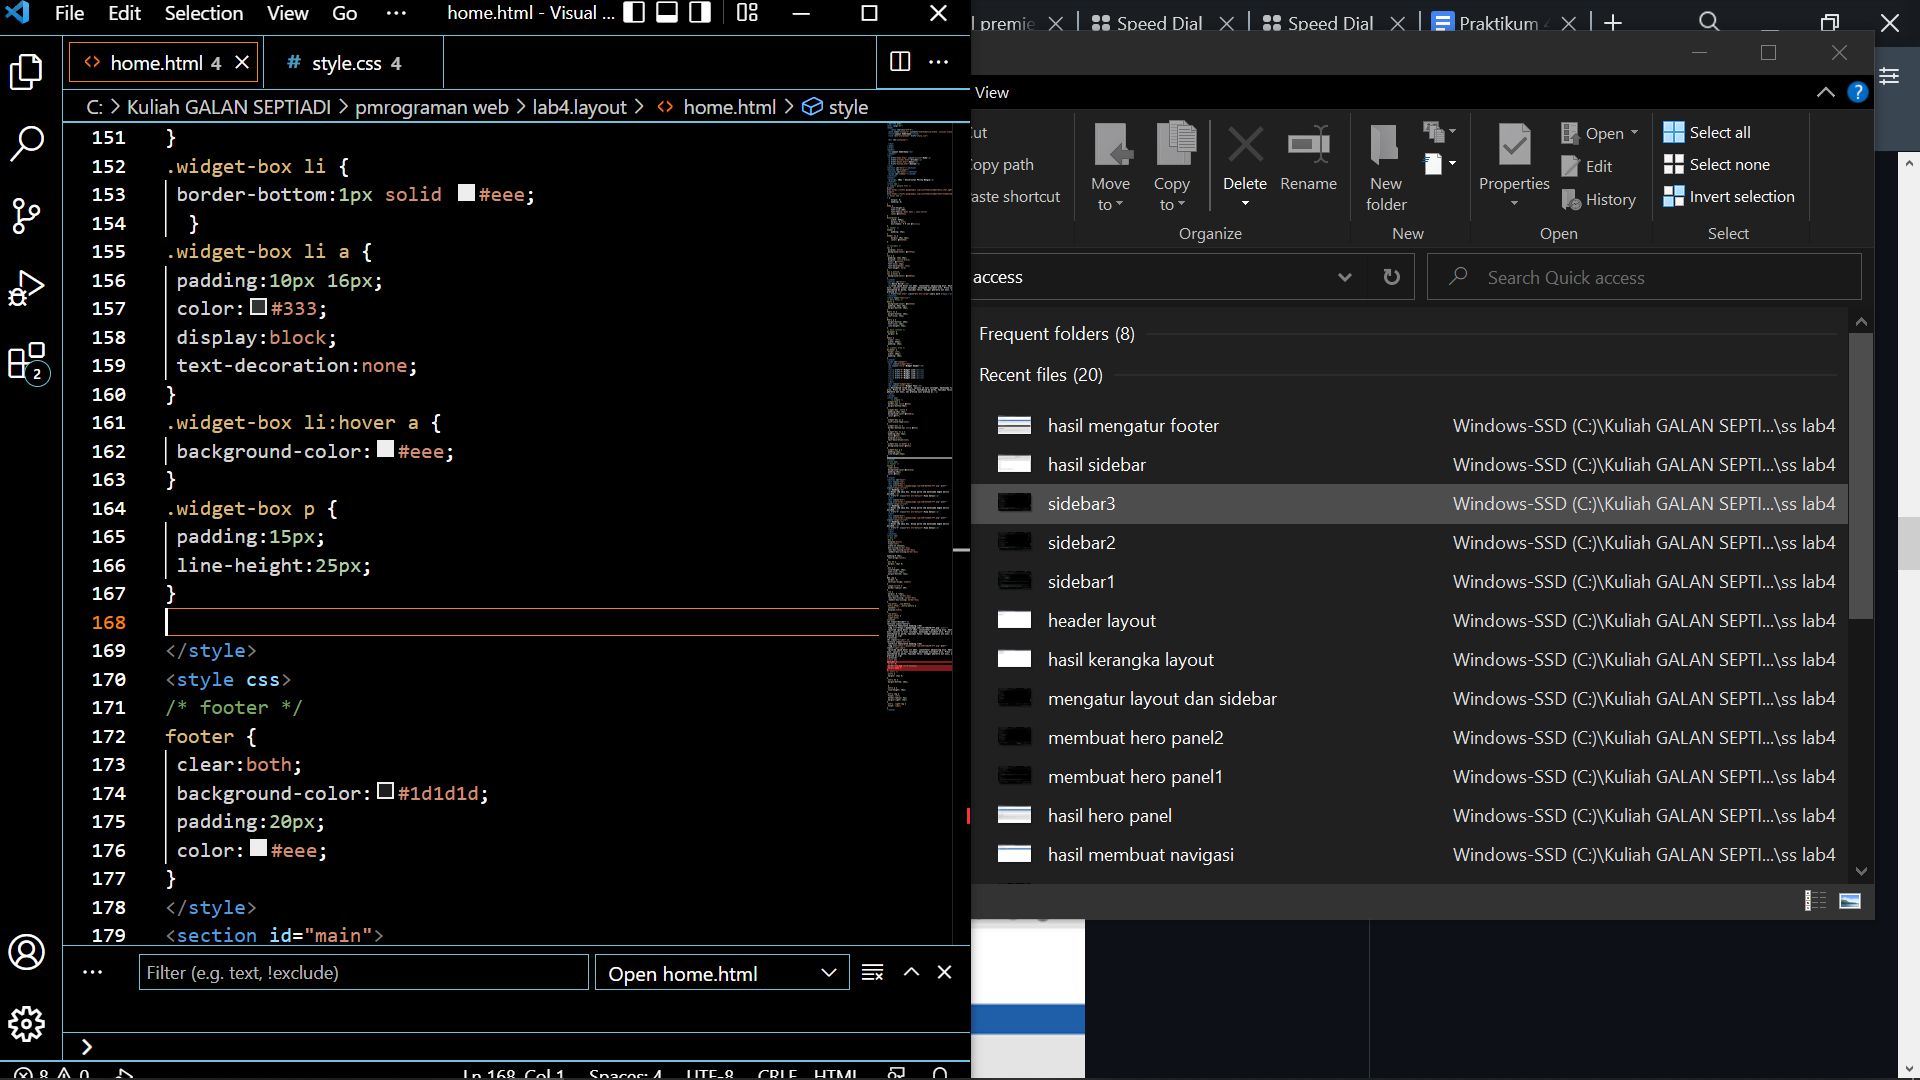 File Edit Selection View Go ··· home.html - Visual ...
home.html 4 style.css 4
C: > Kuliah GALAN SEPTIADI > pmrograman web > lab4.layout > home.html > style
151 }
152 .widget-box li {
153 border-bottom:1px solid #eee;
154 }
155 .widget-box li a {
156 padding:10px 16px;
157 color:#333;
158 display:block;
159 text-decoration:none;
160 }
161 .widget-box li:hover a {
162 background-color:#eee;
163 }
164 .widget-box p {
165 padding:15px;
166 line-height:25px;
167 }
168
169 </style>
170 <style css>
171 /* footer */
172 footer {
173 clear:both;
174 background-color:#1d1d1d;
175 padding:20px;
176 color:#eee;
177 }
178 </style>
179 <section id="main">
2
Filter (e.g. text, !exclude) Open home.html
8 0 Ln 168, Col 1 Spaces: 4 UTF-8 CRLF HTML
l premie Speed Dial Speed Dial Praktikum 4
View
ut
opy path
aste shortcut
Move to
Copy to
Delete
Rename
Organize
New folder
New
Properties
Open
Edit
History
Open
Select all
Select none
Invert selection
Select
access Search Quick access
Frequent folders (8)
Recent files (20)
hasil mengatur footer Windows-SSD (C:)\Kuliah GALAN SEPTI...\ss lab4
hasil sidebar Windows-SSD (C:)\Kuliah GALAN SEPTI...\ss lab4
sidebar3 Windows-SSD (C:)\Kuliah GALAN SEPTI...\ss lab4
sidebar2 Windows-SSD (C:)\Kuliah GALAN SEPTI...\ss lab4
sidebar1 Windows-SSD (C:)\Kuliah GALAN SEPTI...\ss lab4
header layout Windows-SSD (C:)\Kuliah GALAN SEPTI...\ss lab4
hasil kerangka layout Windows-SSD (C:)\Kuliah GALAN SEPTI...\ss lab4
mengatur layout dan sidebar Windows-SSD (C:)\Kuliah GALAN SEPTI...\ss lab4
membuat hero panel2 Windows-SSD (C:)\Kuliah GALAN SEPTI...\ss lab4
membuat hero panel1 Windows-SSD (C:)\Kuliah GALAN SEPTI...\ss lab4
hasil hero panel Windows-SSD (C:)\Kuliah GALAN SEPTI...\ss lab4
hasil membuat navigasi Windows-SSD (C:)\Kuliah GALAN SEPTI...\ss lab4